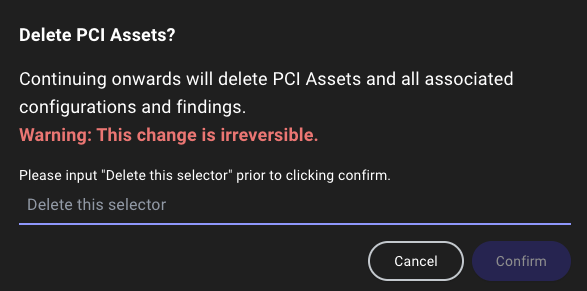 Delete PCI Assets?
Continuing onwards will delete PCI Assets and all associated
configurations and findings.
Warning: This change is irreversible.
Please input "Delete this selector" prior to clicking confirm.
Delete this selector
Cancel Confirm